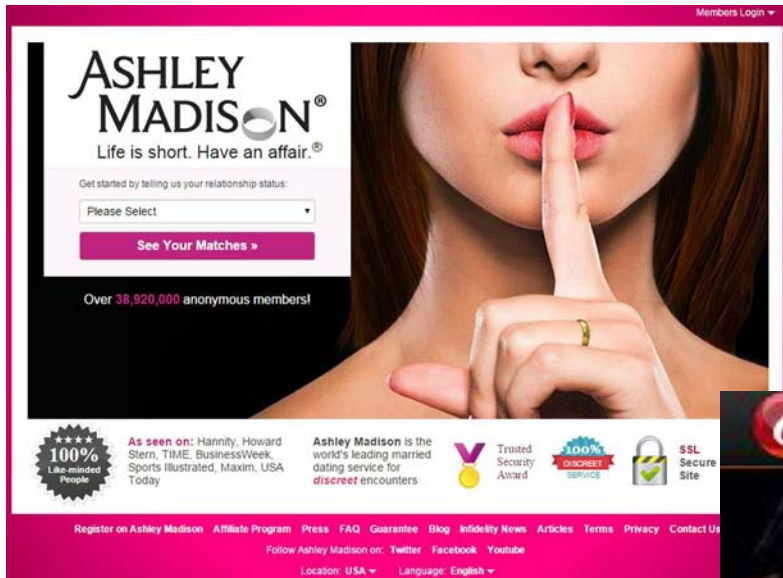 Members Login
ASHLEY
MADISON®
Life is short. Have an affair.®
Get started by telling us your relationship status:
Please Select
See Your Matches »
Over 38,920,000 anonymous members!
★★★★
100%
Like-minded
People
As seen on: Hannity, Howard
Stern, TIME, BusinessWeek,
Sports Illustrated, Maxim, USA
Today
Ashley Madison is the
world's leading married
dating service for
discreet encounters
Trusted
Security
Award
100%
DISCREET
SERVICE
SSL
Secure
Site
Register on Ashley Madison Affiliate Program Press FAQ Guarantee Blog Infidelity News Articles Terms Privacy Contact Us
Follow Ashley Madison on: Twitter Facebook Youtube
Location: USA Language: English